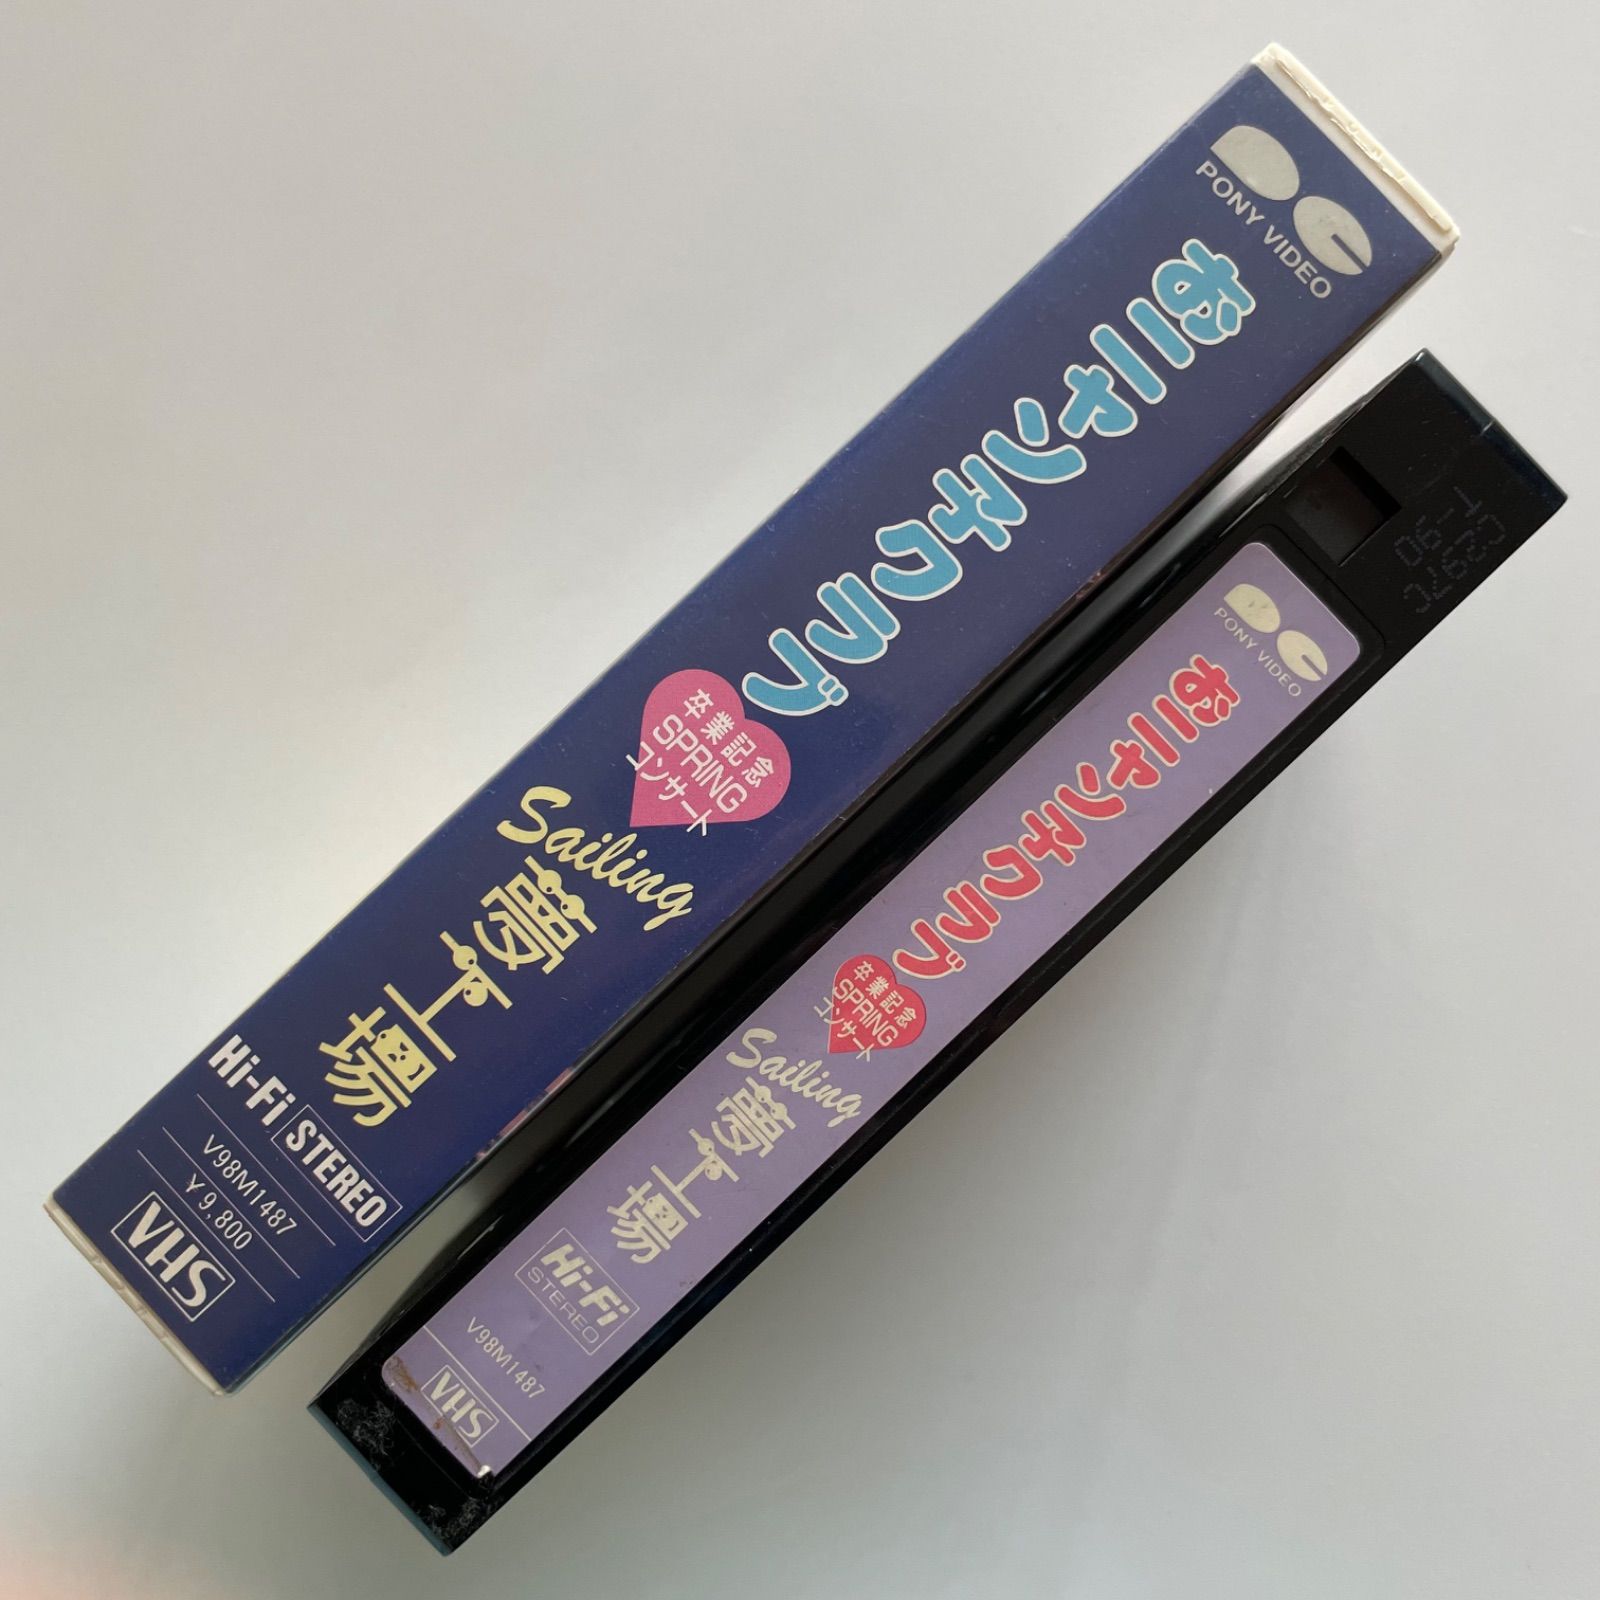 PONY VIDEO
おニャン子クラブ
卒業記念
SPRING
コンサート
Sailing
夢工場
Hi-Fi STEREO
V98M1487
￥9,800
VHS
PONY VIDEO
おニャン子クラブ
卒業記念
SPRING
コンサート
Sailing
夢工場
Hi-Fi
STEREO
V98M1487
VHS